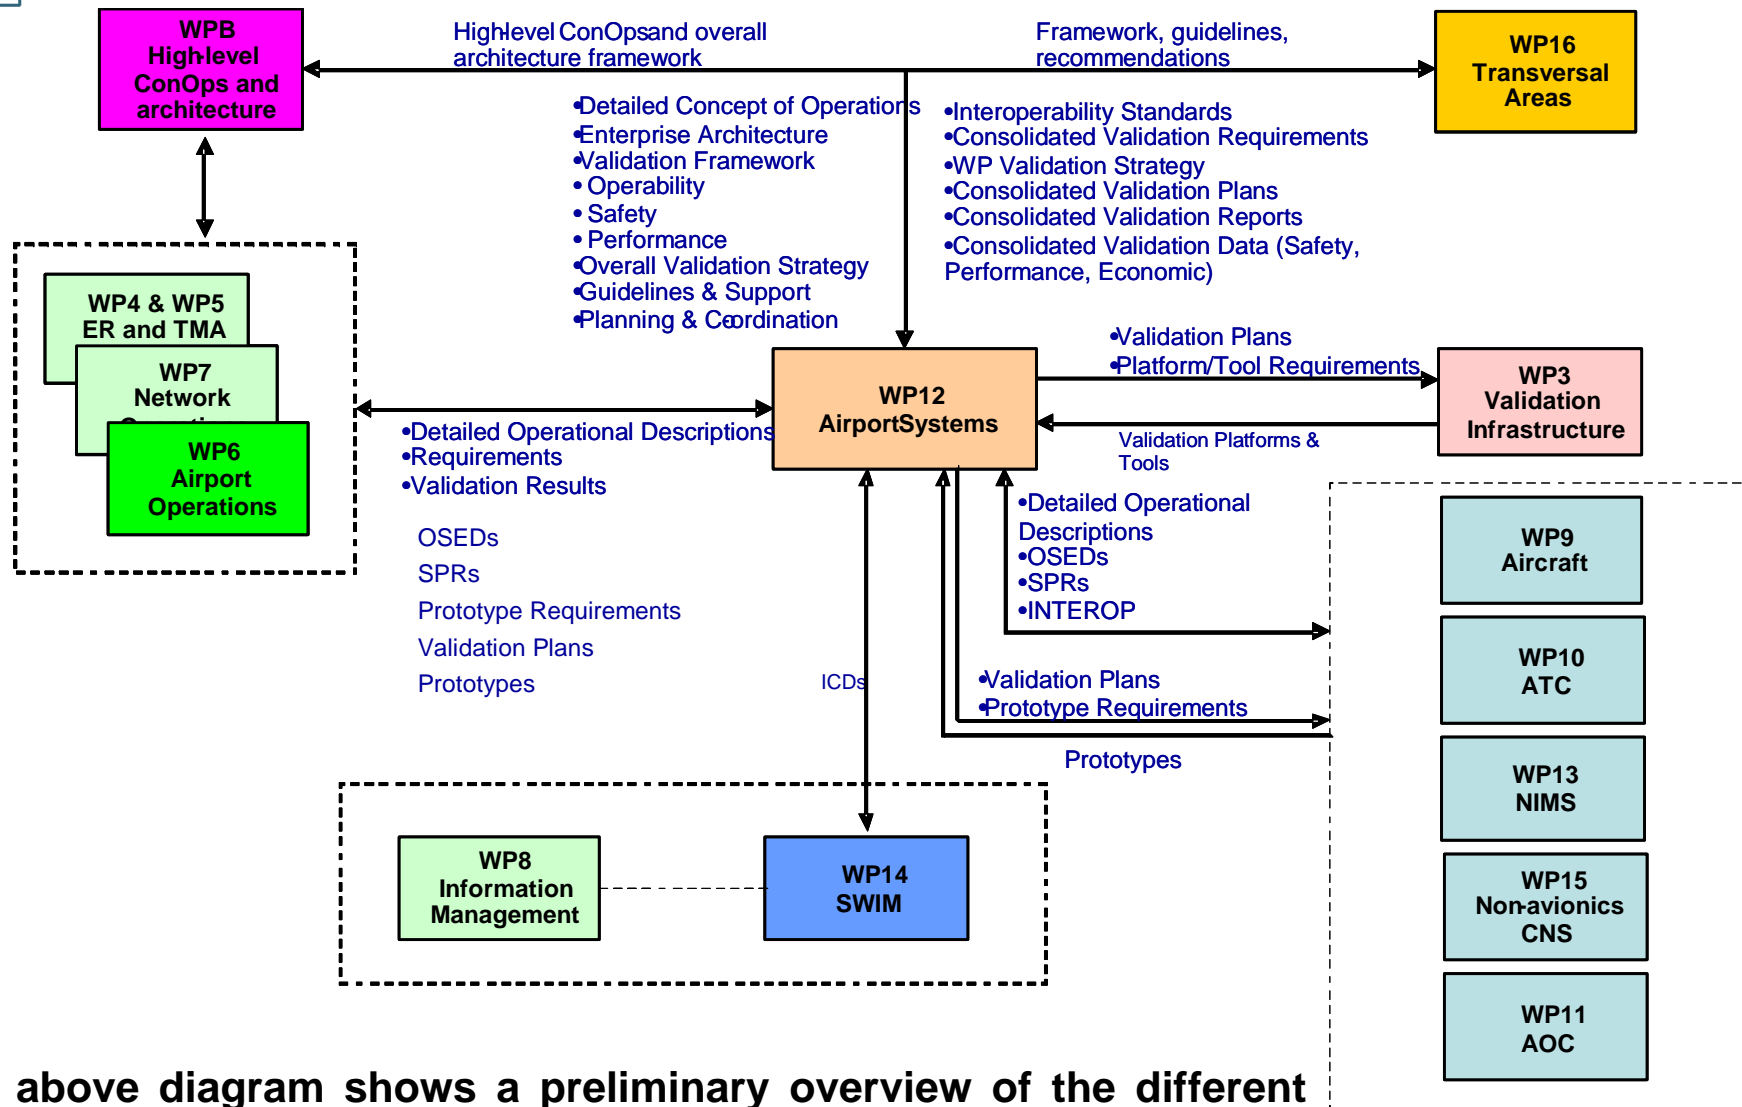 WPB
High-level
ConOps and
architecture
High-level ConOps and overall
architecture framework
Framework, guidelines,
recommendations
WP16
Transversal
Areas
•Detailed Concept of Operations
•Enterprise Architecture
•Validation Framework
• Operability
• Safety
• Performance
•Overall Validation Strategy
•Guidelines & Support
•Planning & Co-ordination
•Interoperability Standards
•Consolidated Validation Requirements
•WP Validation Strategy
•Consolidated Validation Plans
•Consolidated Validation Reports
•Consolidated Validation Data (Safety,
Performance, Economic)
WP4 & WP5
ER and TMA
WP7
Network
WP6
Airport
Operations
•Detailed Operational Descriptions
•Requirements
•Validation Results
OSEDs
SPRs
Prototype Requirements
Validation Plans
Prototypes
WP12
Airport Systems
•Validation Plans
•Platform/Tool Requirements
Validation Platforms &
Tools
WP3
Validation
Infrastructure
•Detailed Operational
Descriptions
•OSEDs
•SPRs
•INTEROP
ICDs
•Validation Plans
•Prototype Requirements
Prototypes
WP9
Aircraft
WP10
ATC
WP13
NIMS
WP15
Non-avionics
CNS
WP11
AOC
WP8
Information
Management
WP14
SWIM
above diagram shows a preliminary overview of the different